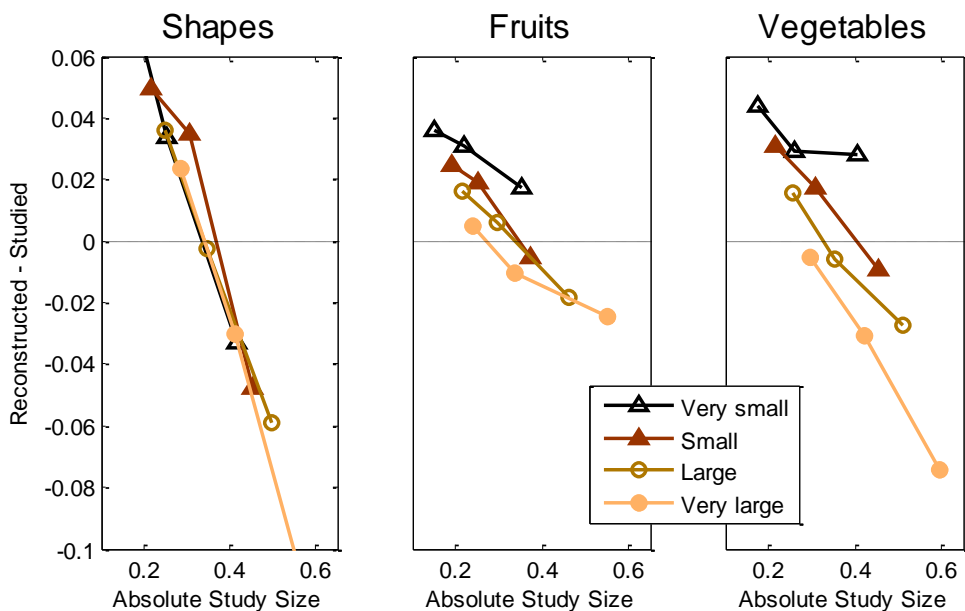 Shapes
Fruits
Vegetables
Reconstructed - Studied
0.06
0.04
0.02
0
-0.02
-0.04
-0.06
-0.08
-0.1
0.2 0.4 0.6
0.2 0.4 0.6
0.2 0.4 0.6
Absolute Study Size
Absolute Study Size
Absolute Study Size
Very small
Small
Large
Very large